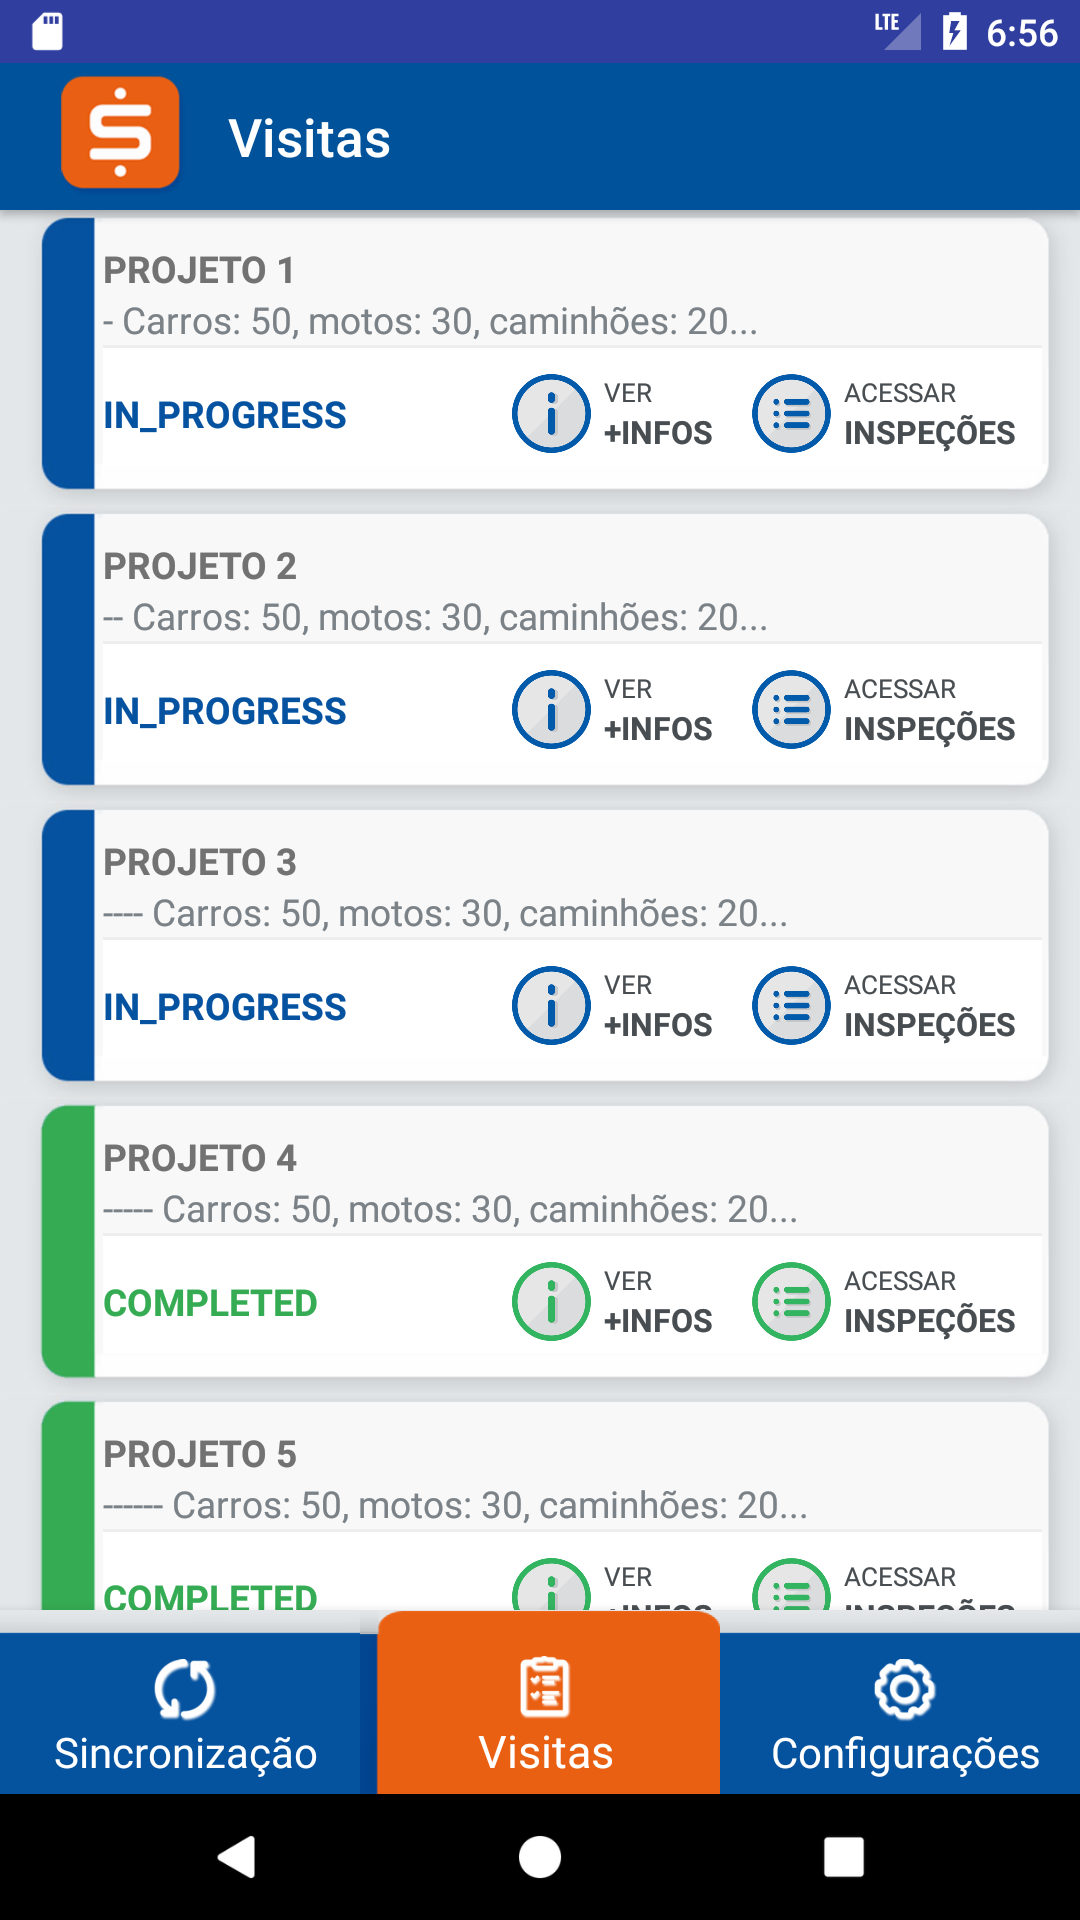 LTE 6:56
Visitas
PROJETO 1
- Carros: 50, motos: 30, caminhões: 20...
IN_PROGRESS
VER
+INFOS
ACESSAR
INSPEÇÕES
PROJETO 2
-- Carros: 50, motos: 30, caminhões: 20...
IN_PROGRESS
VER
+INFOS
ACESSAR
INSPEÇÕES
PROJETO 3
---- Carros: 50, motos: 30, caminhões: 20...
IN_PROGRESS
VER
+INFOS
ACESSAR
INSPEÇÕES
PROJETO 4
----- Carros: 50, motos: 30, caminhões: 20...
COMPLETED
VER
+INFOS
ACESSAR
INSPEÇÕES
PROJETO 5
------ Carros: 50, motos: 30, caminhões: 20...
COMPLETED
VER
ACESSAR
Sincronização
Visitas
Configurações